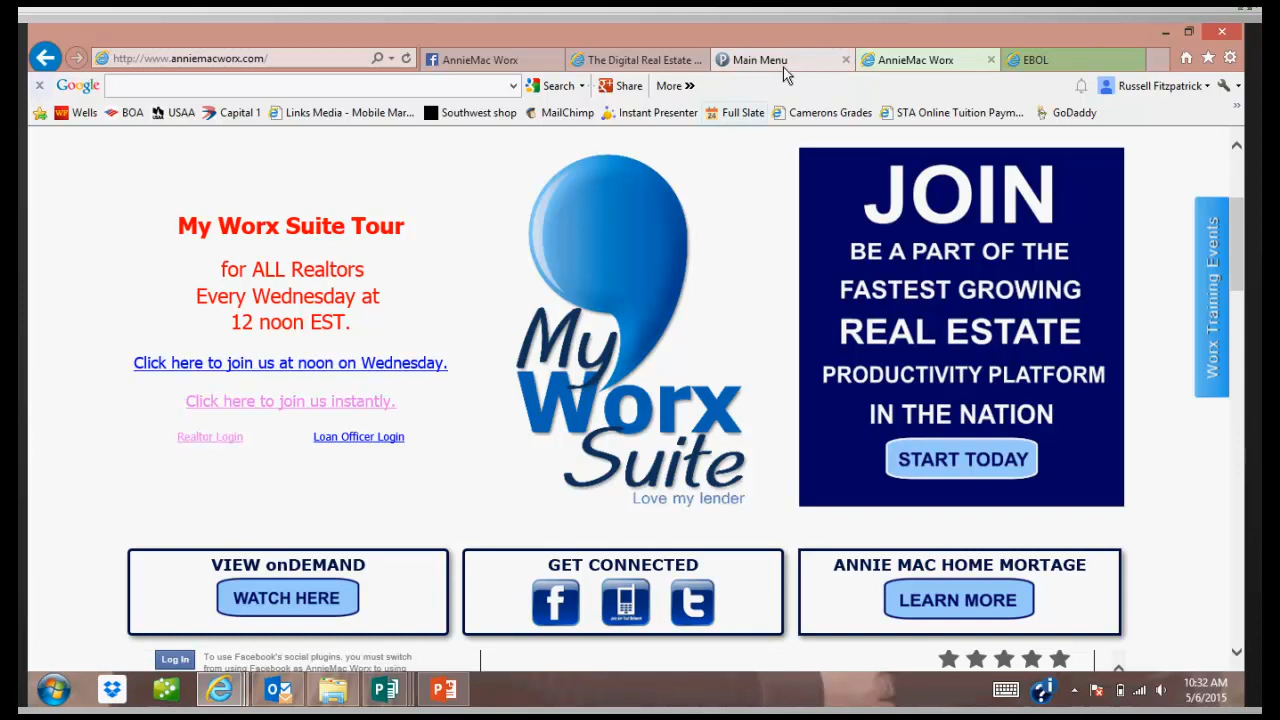 http://www.anniemacworx.com/
AnnieMac Worx
The Digital Real Estate ...
Main Menu
AnnieMac Worx
EBOL
Google
Search
Share
More »
Russell Fitzpatrick
Wells
BOA
USAA
Capital 1
Links Media - Mobile Mar...
Southwest shop
MailChimp
Instant Presenter
Full Slate
Camerons Grades
STA Online Tuition Paym...
GoDaddy
My Worx Suite Tour
for ALL Realtors
Every Wednesday at
12 noon EST.
Click here to join us at noon on Wednesday.
Click here to join us instantly.
Realtor Login
Loan Officer Login
My
Worx
Suite
Love my lender
JOIN
BE A PART OF THE
FASTEST GROWING
REAL ESTATE
PRODUCTIVITY PLATFORM
IN THE NATION
START TODAY
Worx Training Events
VIEW onDEMAND
WATCH HERE
GET CONNECTED
ANNIE MAC HOME MORTAGE
LEARN MORE
Log In
To use Facebook's social plugins, you must switch
from using Facebook as AnnieMac Worx to using
10:32 AM
5/6/2015